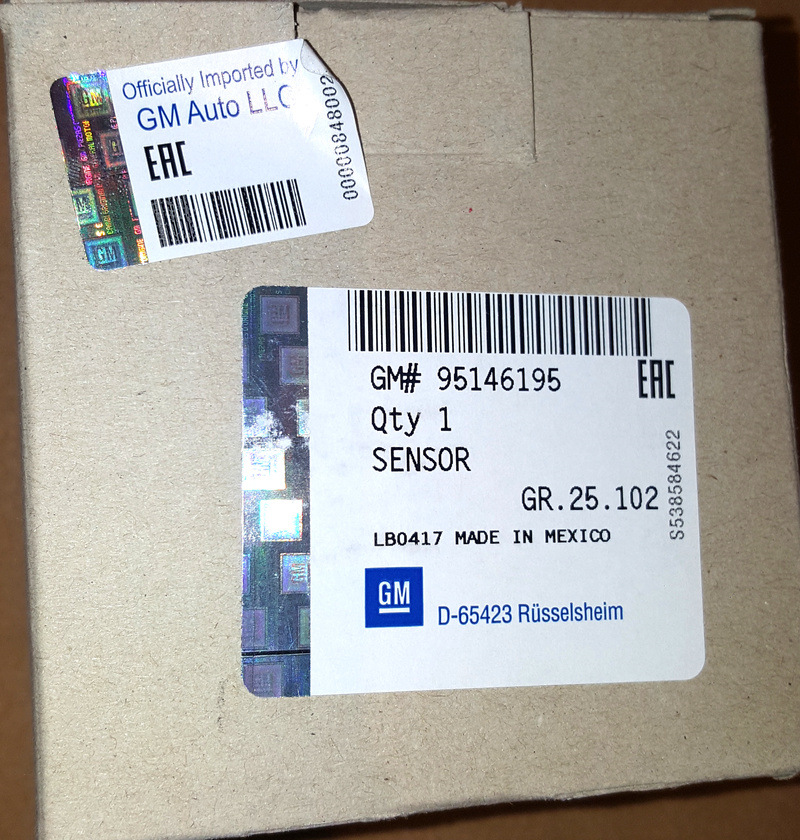 Officially Imported by
GM Auto LLC
EAC
00000848002
GM# 95146195
EAC
Qty 1
SENSOR
GR.25.102
S538584622
LB0417 MADE IN MEXICO
GM
D-65423 Rüsselsheim